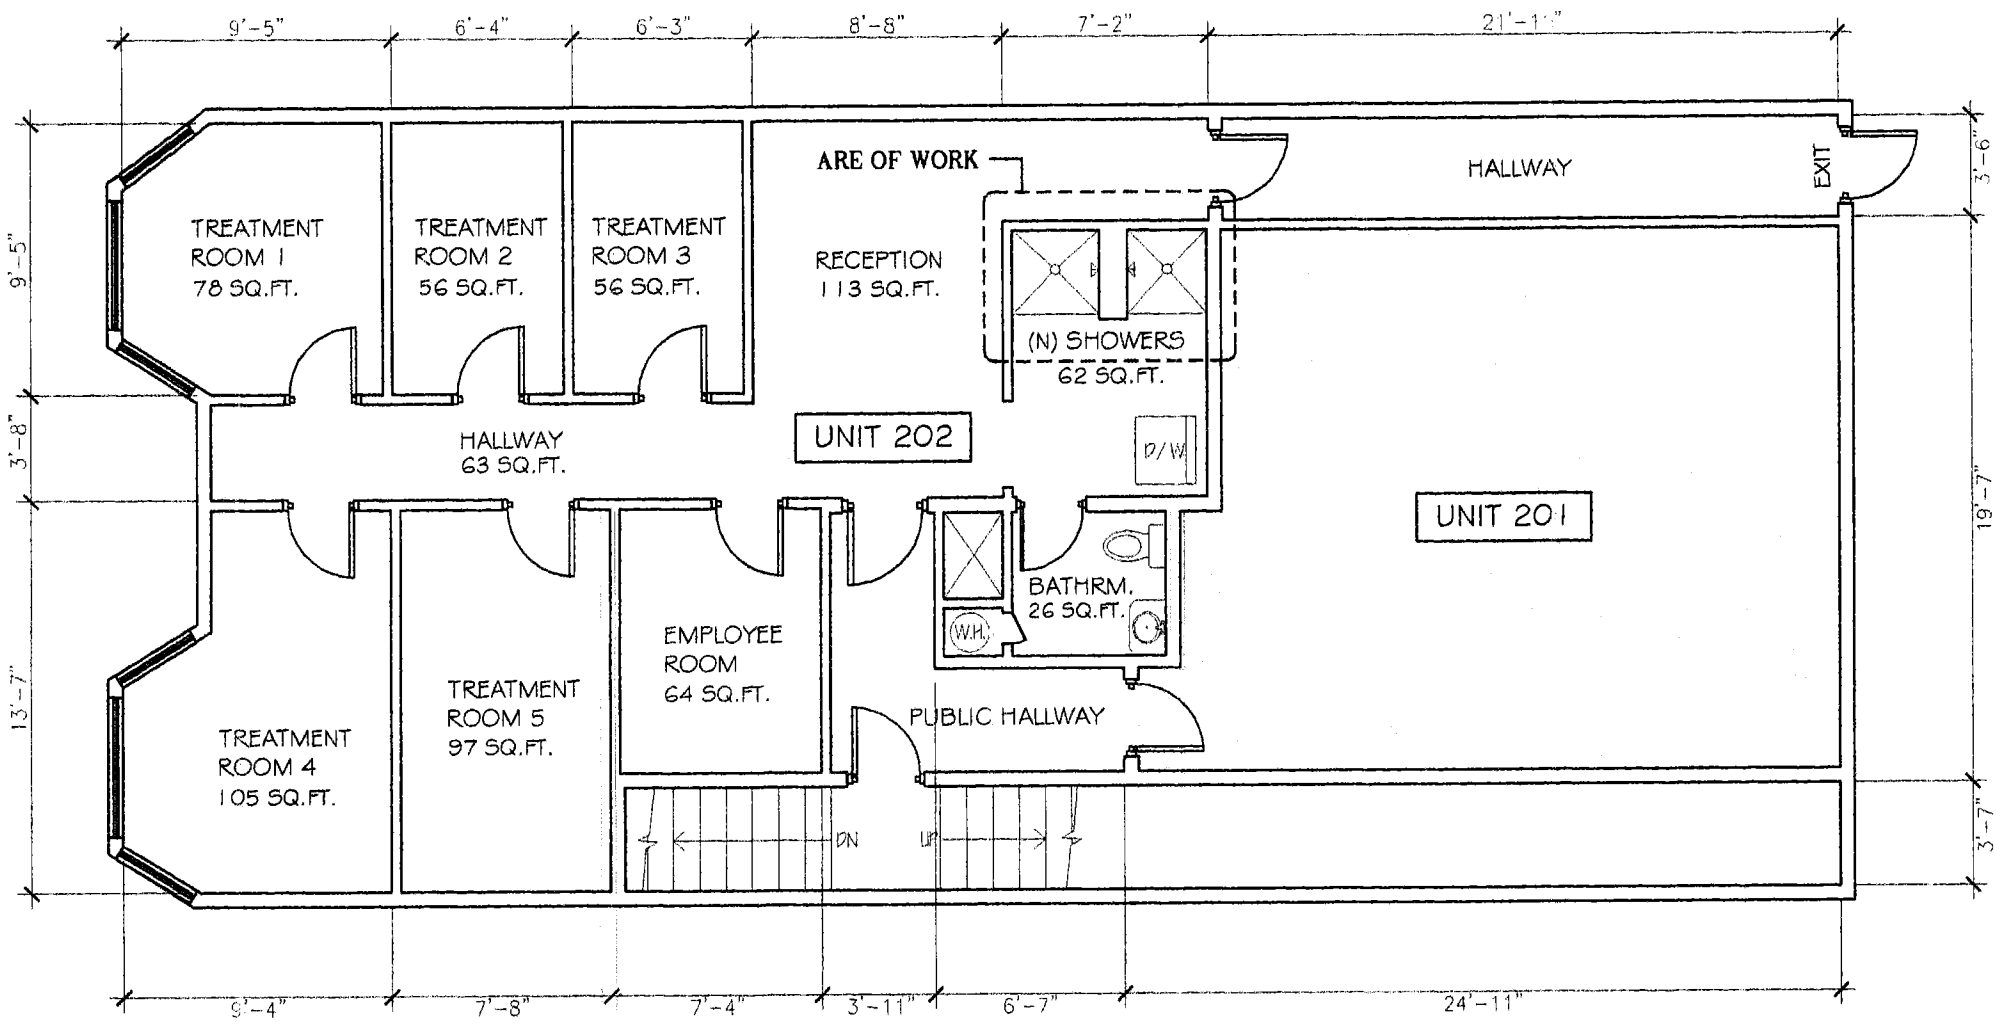 9'-5"
6'-4"
6'-3"
8'-8"
7'-2"
ARE OF WORK
HALLWAY
EXIT
3'-6"
TREATMENT
ROOM 1
78 SQ.FT.
TREATMENT
ROOM 2
56 SQ.FT.
TREATMENT
ROOM 3
56 SQ.FT.
RECEPTION
113 SQ.FT.
9'-5"
(N) SHOWERS
62 SQ.FT.
3'-8"
HALLWAY
63 SQ.FT.
UNIT 202
D/W
UNIT 201
19'-7"
BATHRM.
26 SQ.FT.
W.H.
EMPLOYEE
ROOM
64 SQ.FT.
13'-7"
TREATMENT
ROOM 5
97 SQ.FT.
PUBLIC HALLWAY
TREATMENT
ROOM 4
105 SQ.FT.
DN
UP
3'-7"
9'-4"
7'-8"
7'-4"
3'-11"
6'-7"
24'-11"